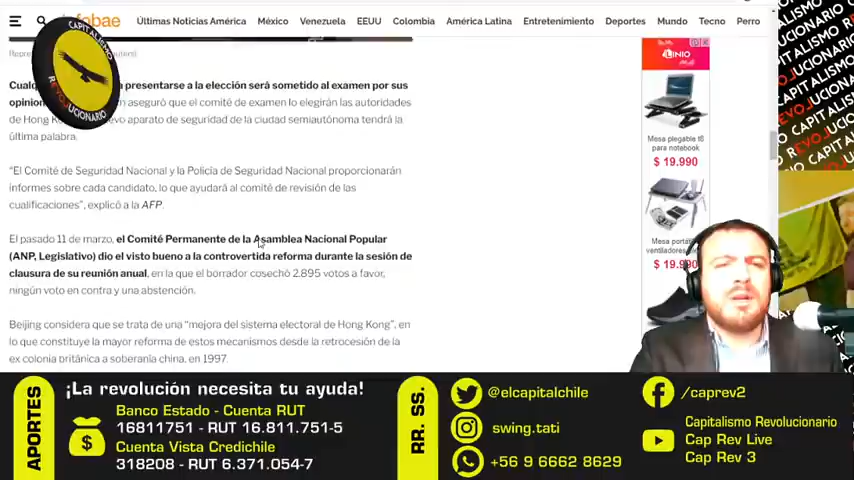 fobae
Últimas Noticias América
México
Venezuela
EEUU
Colombia
América Latina
Entretenimiento
Deportes
Mundo
Tecno
Perro
CAPITALISMO
REVOLUCIONARIO
presentarse a la elección será sometido al examen por sus
aseguró que el comité de examen lo elegirán las autoridades
aparato de seguridad de la ciudad semiautónoma tendrá la
última palabra.
“El Comité de Seguridad Nacional y la Policía de Seguridad Nacional proporcionarán
informes sobre cada candidato, lo que ayudará al comité de revisión de las
cualificaciones”, explicó a la AFP.
El pasado 11 de marzo, el Comité Permanente de la Asamblea Nacional Popular
(ANP, Legislativo) dio el visto bueno a la controvertida reforma durante la sesión de
clausura de su reunión anual, en la que el borrador cosechó 2.895 votos a favor,
ningún voto en contra y una abstención.
Beijing considera que se trata de una “mejora del sistema electoral de Hong Kong”, en
lo que constituye la mayor reforma de estos mecanismos desde la retrocesión de la
ex colonia británica a soberanía china, en 1997.
LINIO
Mesa plegable t6
para notebook
$ 19.990
Mesa portá
ventiladores
$ 19.990
APORTES
¡La revolución necesita tu ayuda!
Banco Estado - Cuenta RUT
16811751 - RUT 16.811.751-5
Cuenta Vista Credichile
318208 - RUT 6.371.054-7
RR. SS.
@elcapitalchile
swing.tati
+56 9 6662 8629
/caprev2
Capitalismo Revolucionario
Cap Rev Live
Cap Rev 3